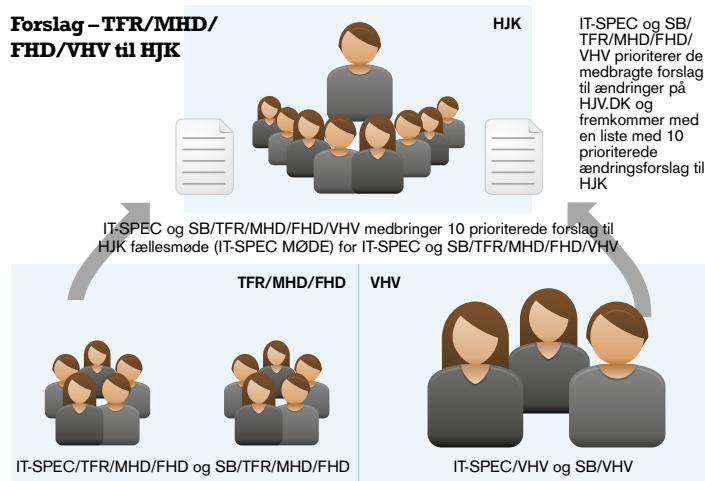 Forslag – TFR/MHD/
FHD/VHV til HJK
HJK
IT-SPEC og SB/
TFR/MHD/FHD/
VHV prioriterer de
medbragte forslag
til ændringer på
HJV.DK og
fremkommer med
en liste med 10
prioriterede
ændringsforslag til
HJK
IT-SPEC og SB/TFR/MHD/FHD/VHV medbringer 10 prioriterede forslag til
HJK fællesmøde (IT-SPEC MØDE) for IT-SPEC og SB/TFR/MHD/FHD/VHV
TFR/MHD/FHD
VHV
IT-SPEC/TFR/MHD/FHD og SB/TFR/MHD/FHD
IT-SPEC/VHV og SB/VHV